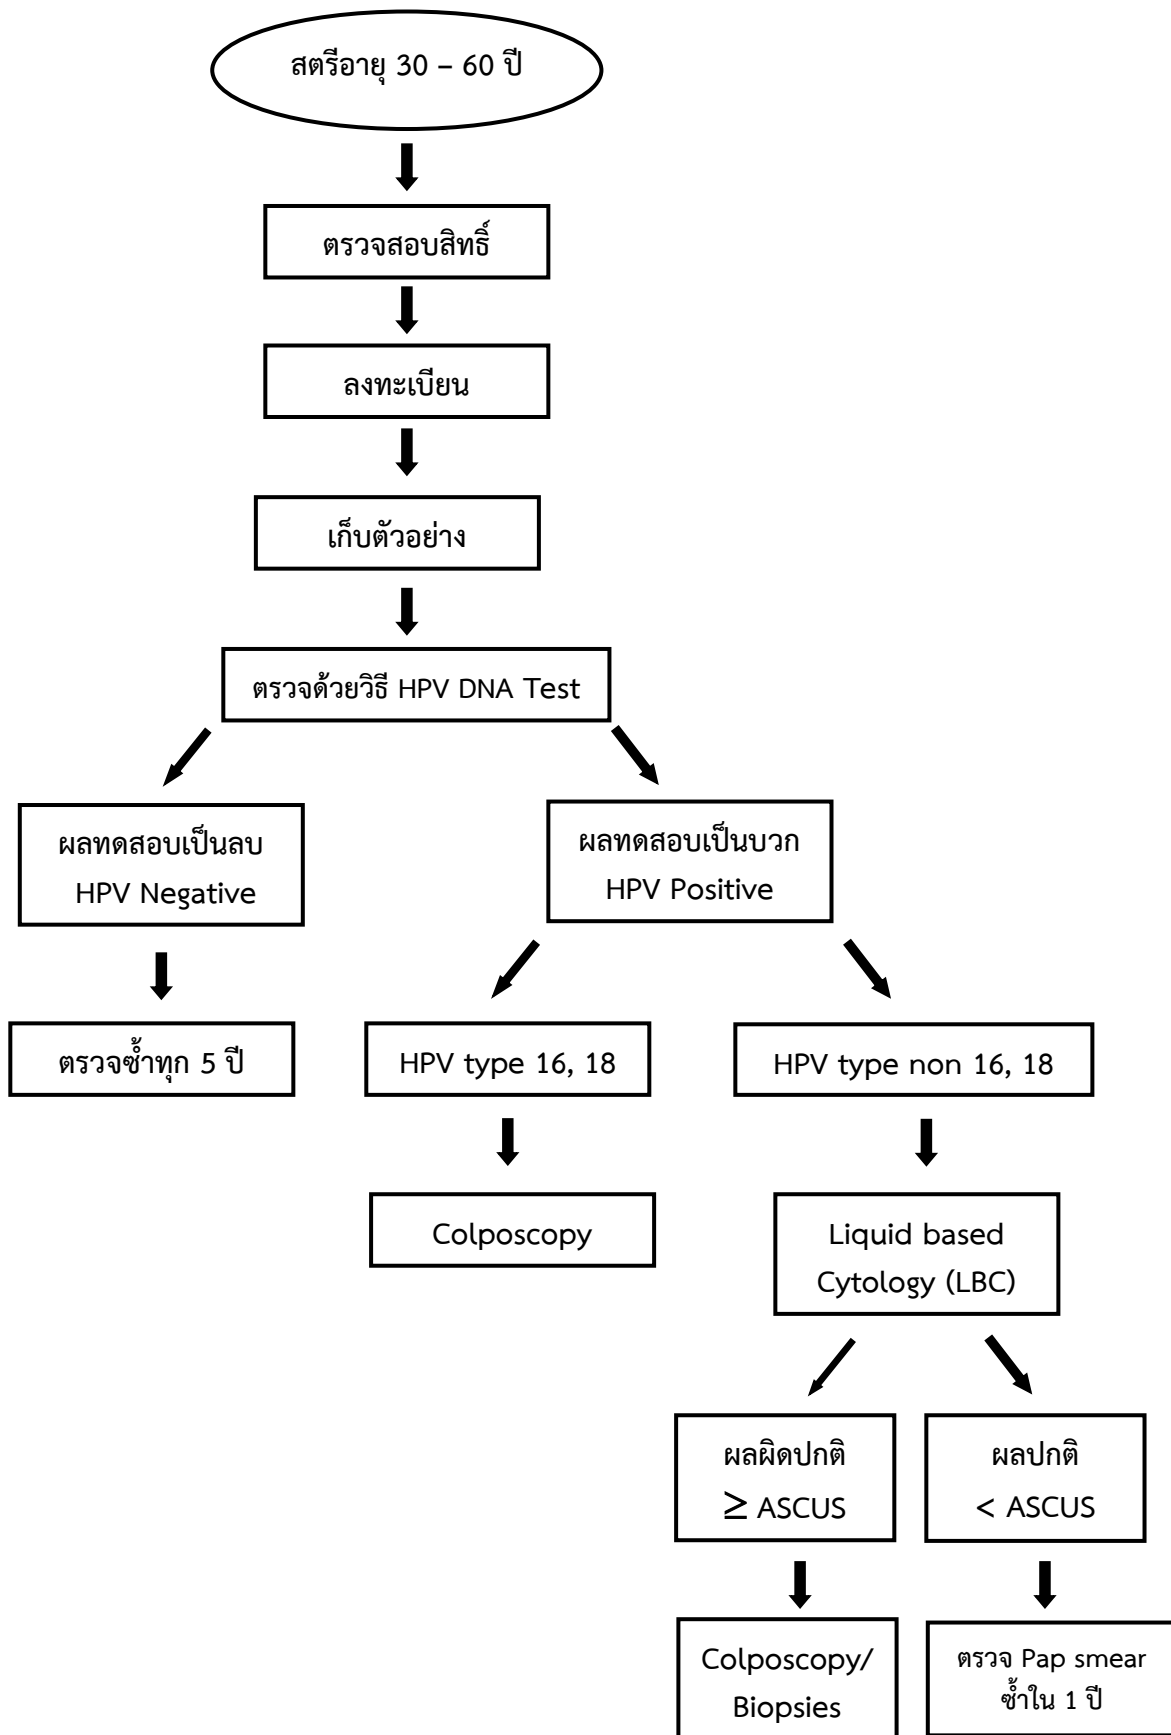 สตรีอายุ 30 – 60 ปี
ตรวจสอบสิทธิ์
ลงทะเบียน
เก็บตัวอย่าง
ตรวจด้วยวิธี HPV DNA Test
ผลทดสอบเป็นลบ
HPV Negative
ผลทดสอบเป็นบวก
HPV Positive
ตรวจซ้ำทุก 5 ปี
HPV type 16, 18
HPV type non 16, 18
Colposcopy
Liquid based
Cytology (LBC)
ผลผิดปกติ
≥ ASCUS
ผลปกติ
< ASCUS
Colposcopy/
Biopsies
ตรวจ Pap smear
ซ้ำใน 1 ปี